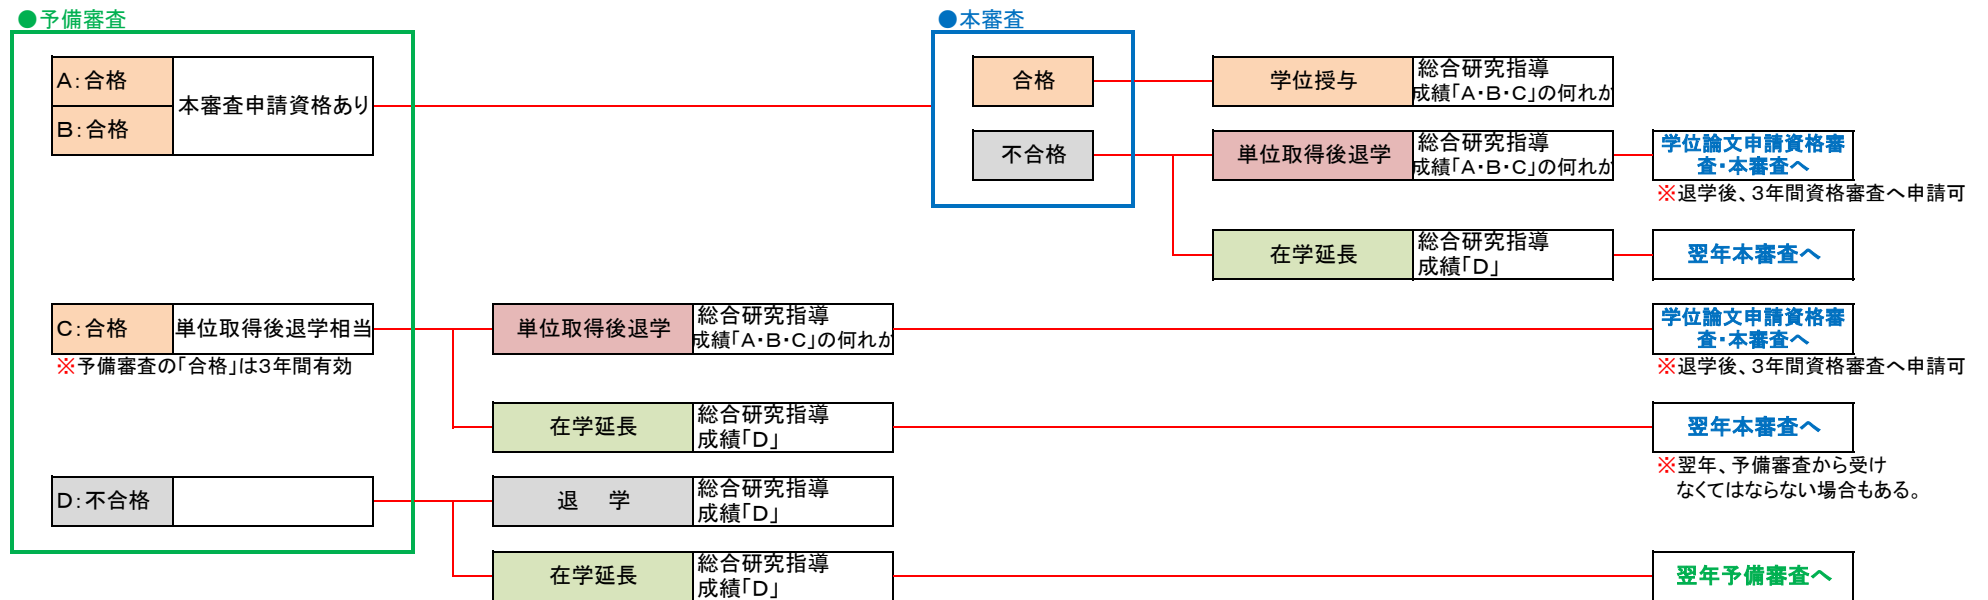 ●予備審査
●本審査
A:合格
本審査申請資格あり
B:合格
合格
学位授与
総合研究指導
成績「A・B・C」の何れか
不合格
単位取得後退学
総合研究指導
成績「A・B・C」の何れか
学位論文申請資格審
査・本審査へ
※退学後、3年間資格審査へ申請可
在学延長
総合研究指導
成績「D」
翌年本審査へ
C:合格
単位取得後退学相当
※予備審査の「合格」は3年間有効
単位取得後退学
総合研究指導
成績「A・B・C」の何れか
学位論文申請資格審
査・本審査へ
※退学後、3年間資格審査へ申請可
在学延長
総合研究指導
成績「D」
翌年本審査へ
※翌年、予備審査から受け
なくてはならない場合もある。
D:不合格
退 学
総合研究指導
成績「D」
在学延長
総合研究指導
成績「D」
翌年予備審査へ